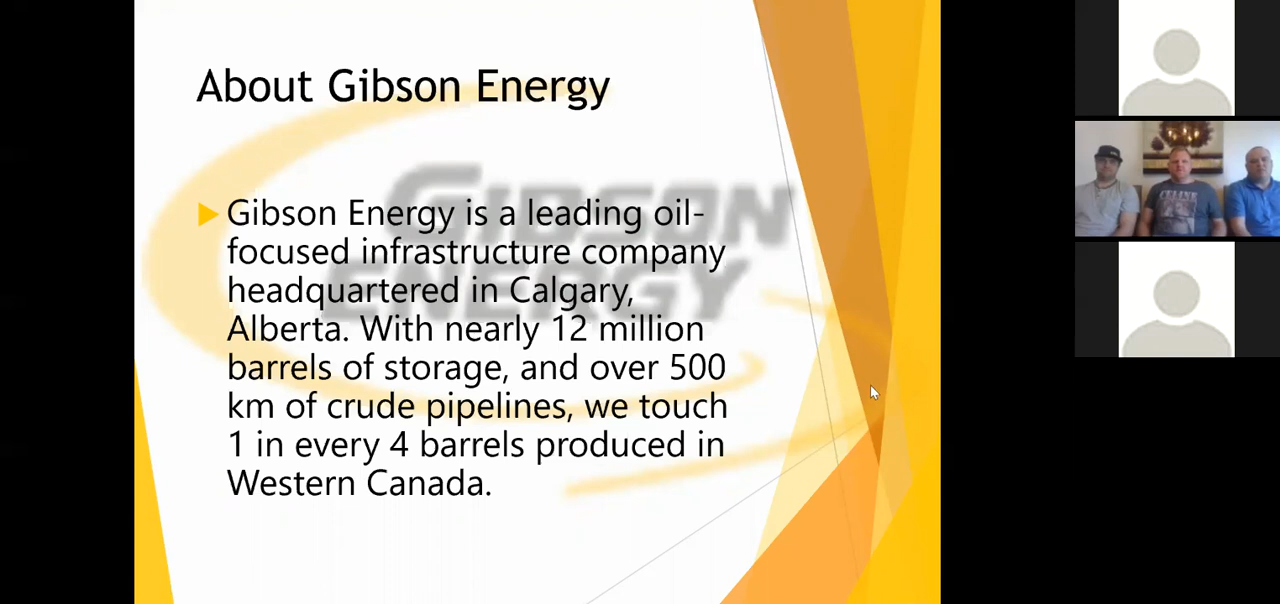 About Gibson Energy
GIBSON
ENERGY
Gibson Energy is a leading oil-
focused infrastructure company
headquartered in Calgary,
Alberta. With nearly 12 million
barrels of storage, and over 500
km of crude pipelines, we touch
1 in every 4 barrels produced in
Western Canada.